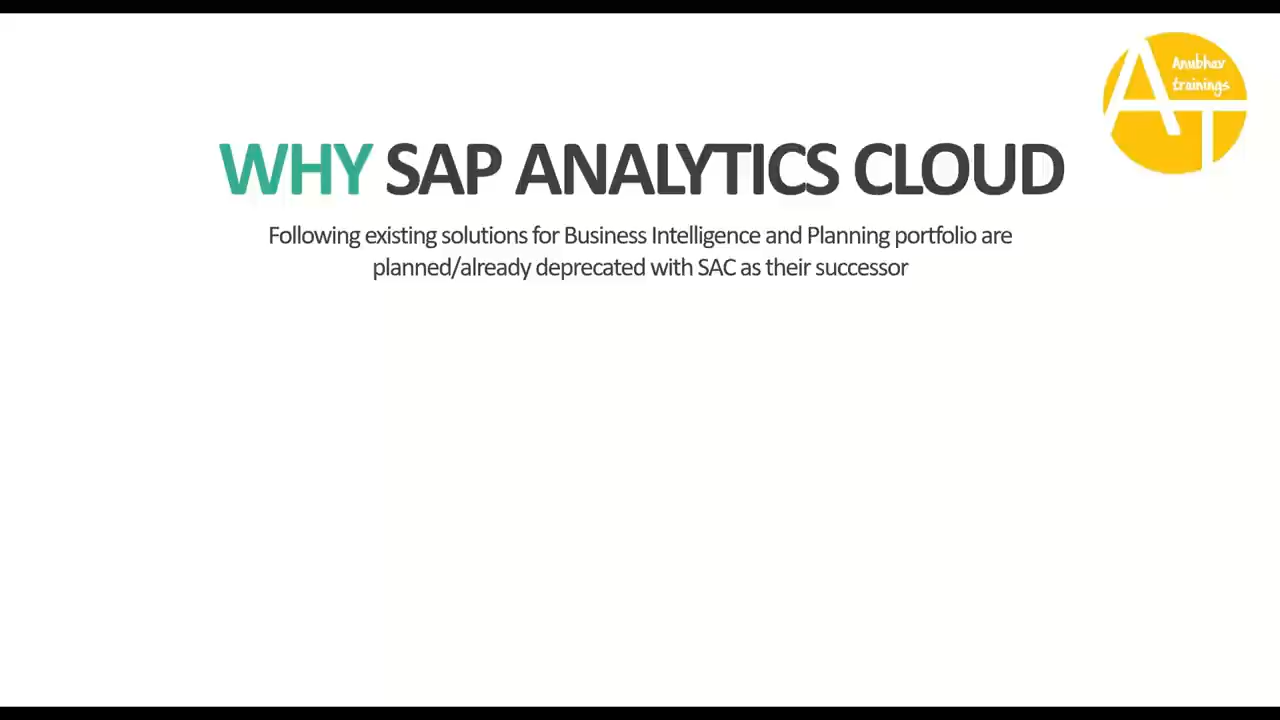 Anubhav
trainings
AT
WHY SAP ANALYTICS CLOUD
Following existing solutions for Business Intelligence and Planning portfolio are
planned/already deprecated with SAC as their successor